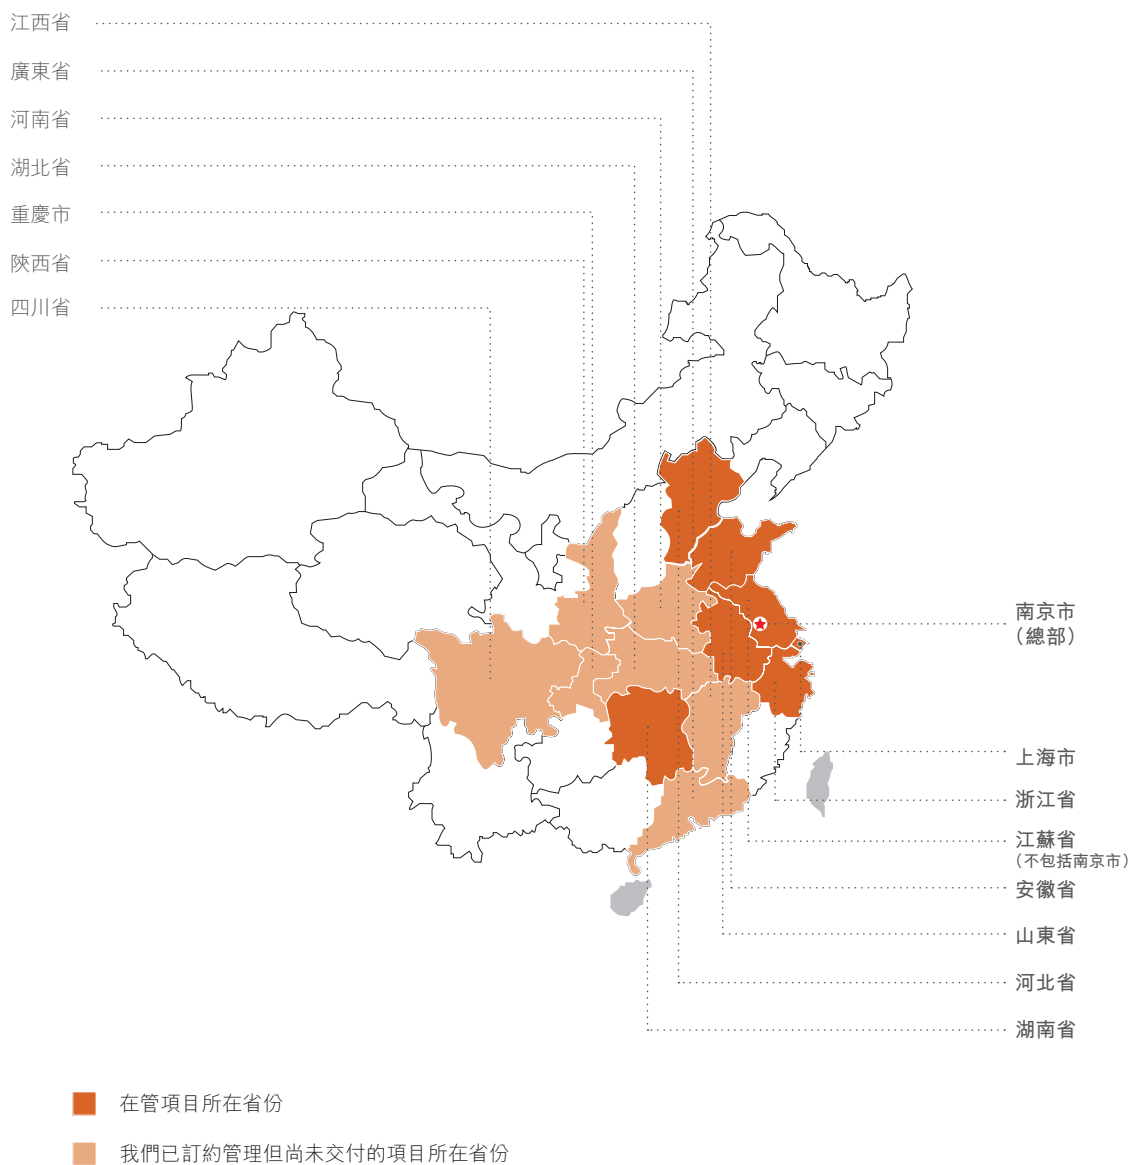 江西省
廣東省
河南省
湖北省
重慶市
陝西省
四川省
南京市
（總部）
上海市
浙江省
江蘇省
（不包括南京市）
安徽省
山東省
河北省
湖南省
在管項目所在省份
我們已訂約管理但尚未交付的項目所在省份